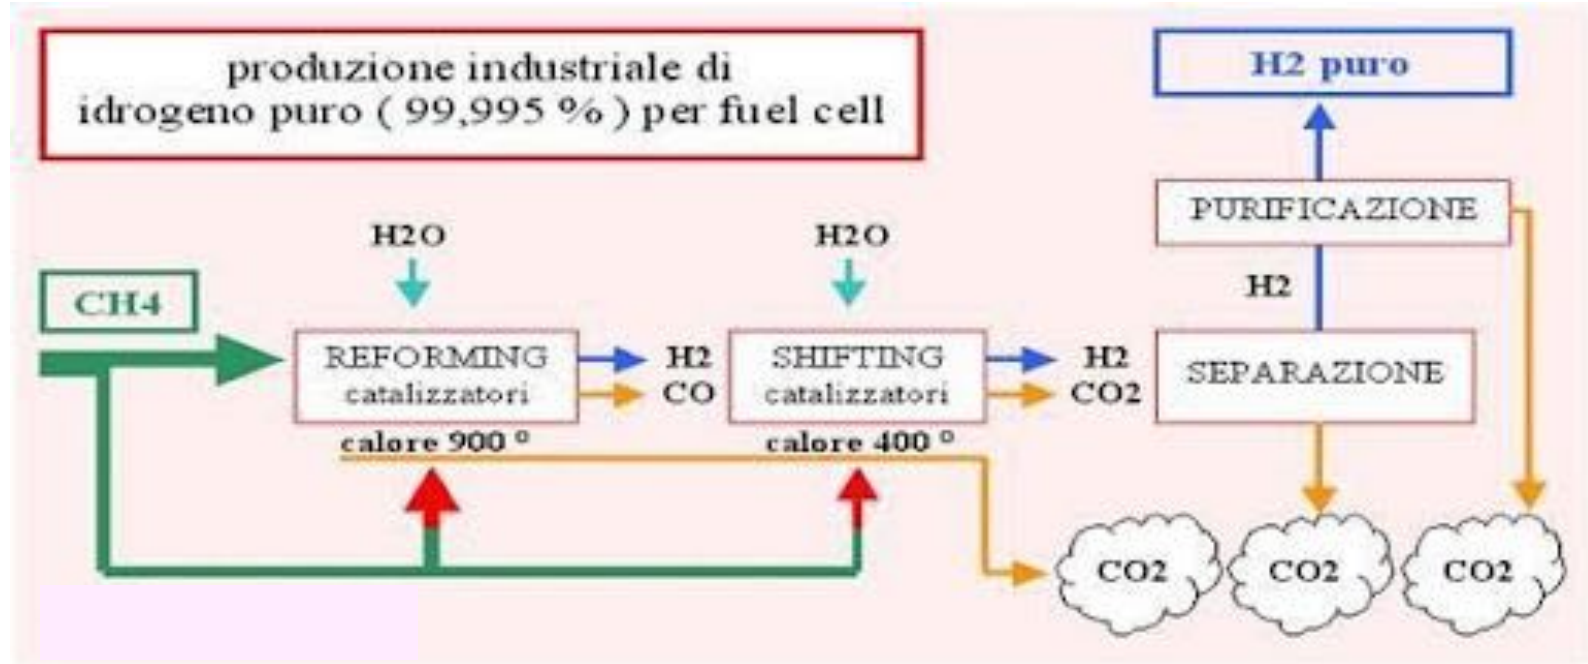 produzione industriale di
idrogeno puro ( 99,995 % ) per fuel cell
H2 puro
PURIFICAZIONE
H2O
H2O
H2
CH4
REFORMING
catalizzatori
H2
CO
SHIFTING
catalizzatori
H2
CO2
SEPARAZIONE
calore 900 °
calore 400 °
CO2
CO2
CO2